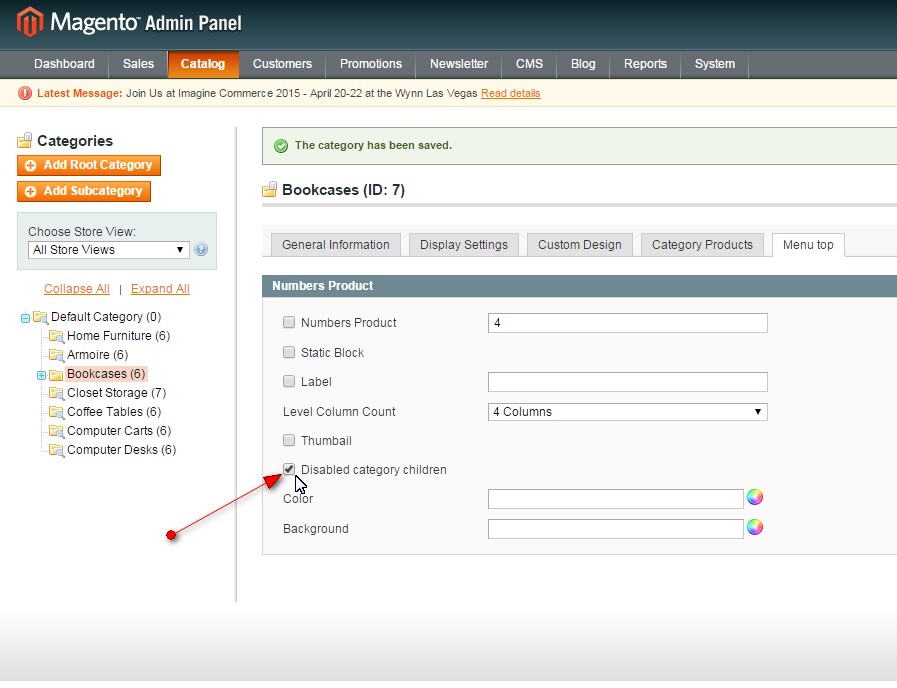 Magento Admin Panel
Dashboard Sales Catalog Customers Promotions Newsletter CMS Blog Reports System
Latest Message: Join Us at Imagine Commerce 2015 - April 20-22 at the Wynn Las Vegas Read details
Categories
Add Root Category
Add Subcategory
Choose Store View:
All Store Views
Collapse All | Expand All
Default Category (0)
Home Furniture (6)
Armoire (6)
Bookcases (6)
Closet Storage (7)
Coffee Tables (6)
Computer Carts (6)
Computer Desks (6)
The category has been saved.
Bookcases (ID: 7)
General Information Display Settings Custom Design Category Products Menu top
Numbers Product
Numbers Product 4
Static Block
Label
Level Column Count 4 Columns
Thumbail
Disabled category children
Color
Background